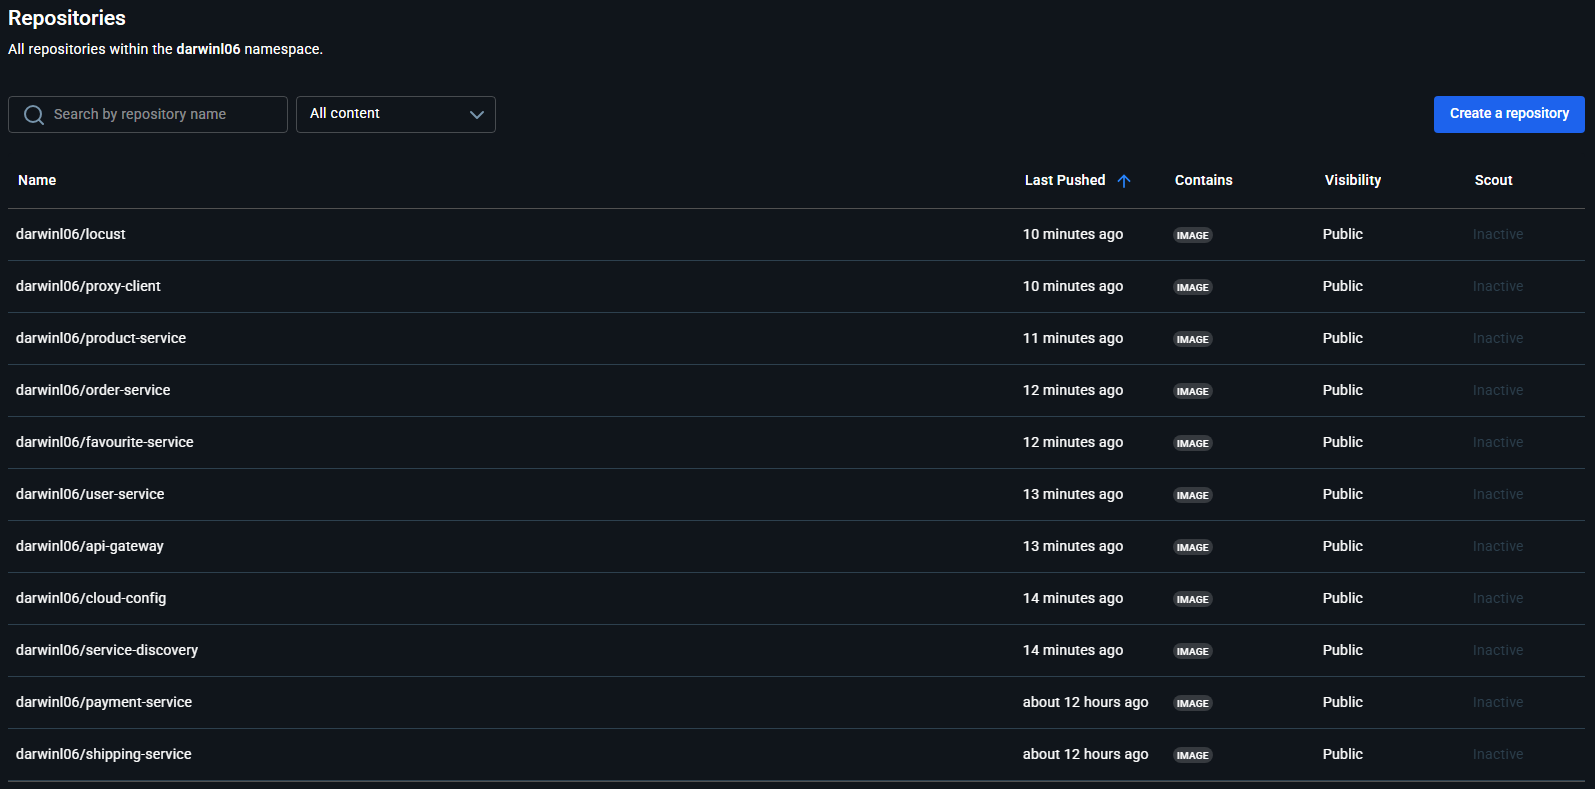 Repositories
All repositories within the darwinl06 namespace.
Search by repository name
All content
Create a repository
Name Last Pushed Contains Visibility Scout
darwinl06/locust 10 minutes ago IMAGE Public Inactive
darwinl06/proxy-client 10 minutes ago IMAGE Public Inactive
darwinl06/product-service 11 minutes ago IMAGE Public Inactive
darwinl06/order-service 12 minutes ago IMAGE Public Inactive
darwinl06/favourite-service 12 minutes ago IMAGE Public Inactive
darwinl06/user-service 13 minutes ago IMAGE Public Inactive
darwinl06/api-gateway 13 minutes ago IMAGE Public Inactive
darwinl06/cloud-config 14 minutes ago IMAGE Public Inactive
darwinl06/service-discovery 14 minutes ago IMAGE Public Inactive
darwinl06/payment-service about 12 hours ago IMAGE Public Inactive
darwinl06/shipping-service about 12 hours ago IMAGE Public Inactive